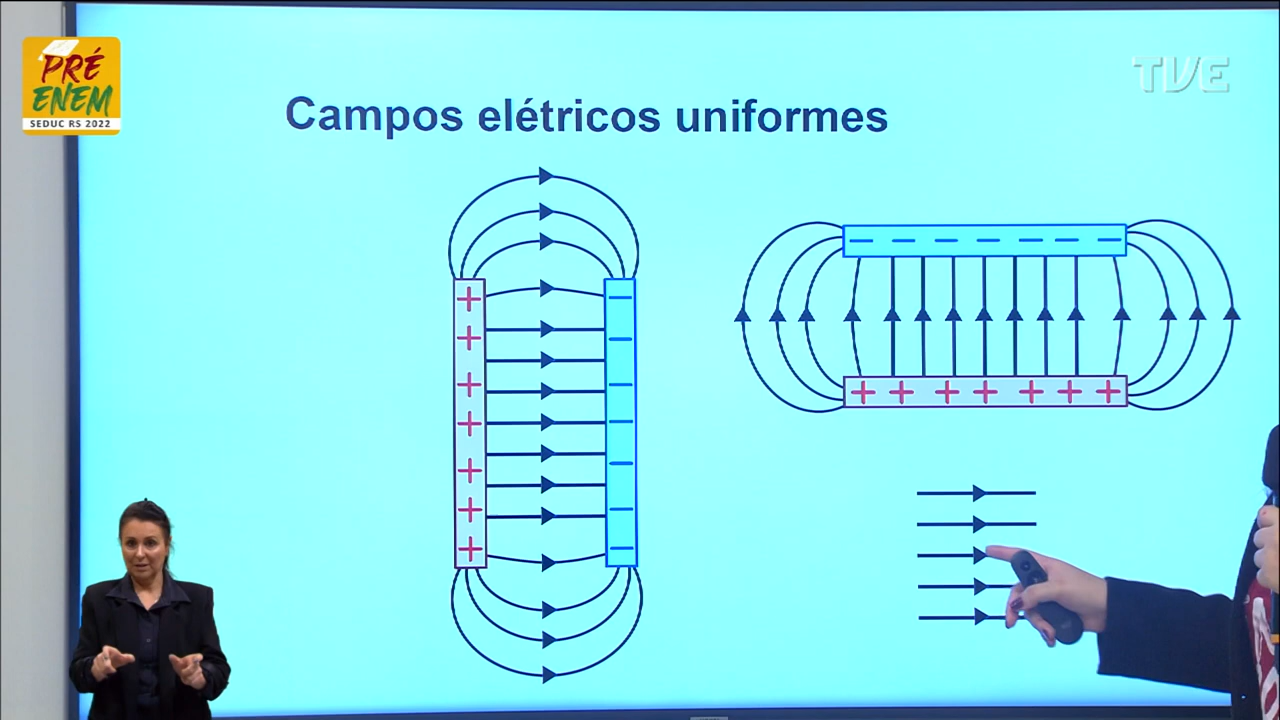 PRÉ
ENEM
SEDUC RS 2022
TVE
Campos elétricos uniformes
− − − − − − −
+ + + + + + +
+ −
+ −
+ −
+ −
+ −
+ −
+ −